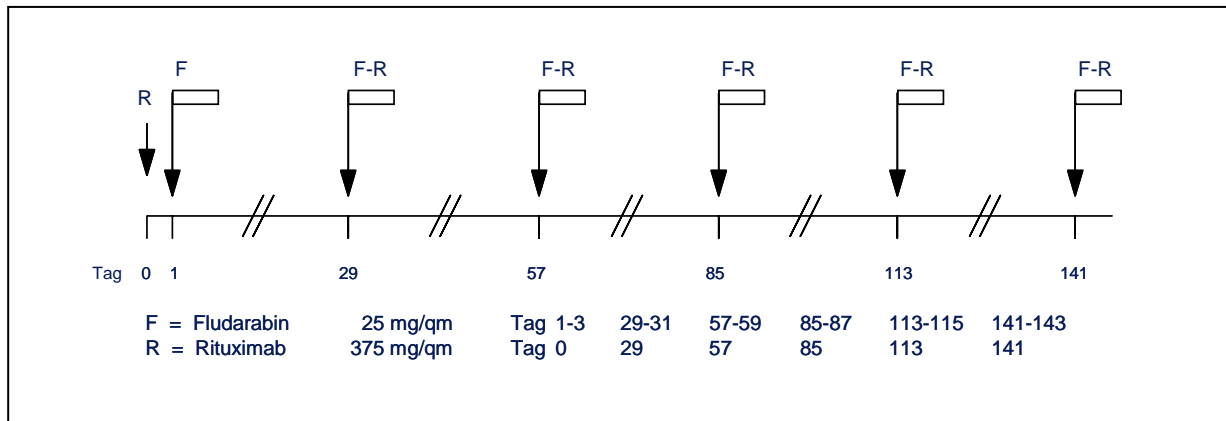 F F-R F-R F-R F-R F-R
R
Tag 0 1 29 57 85 113 141
F = Fludarabin 25 mg/qm Tag 1-3 29-31 57-59 85-87 113-115 141-143
R = Rituximab 375 mg/qm Tag 0 29 57 85 113 141